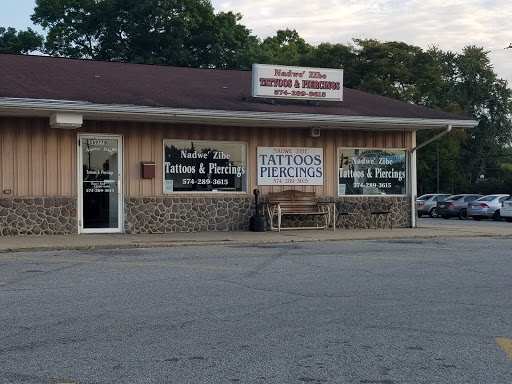 Nadwe' Zibe
TATTOOS & PIERCINGS
574-289-3615
Nadwe' Zibe
Tattoos & Piercings
574-289-3615
NADWE' ZIBE
TATTOOS
PIERCINGS
574-289-3615
Nadwe' Zibe
Tattoos & Piercings
574-289-3615